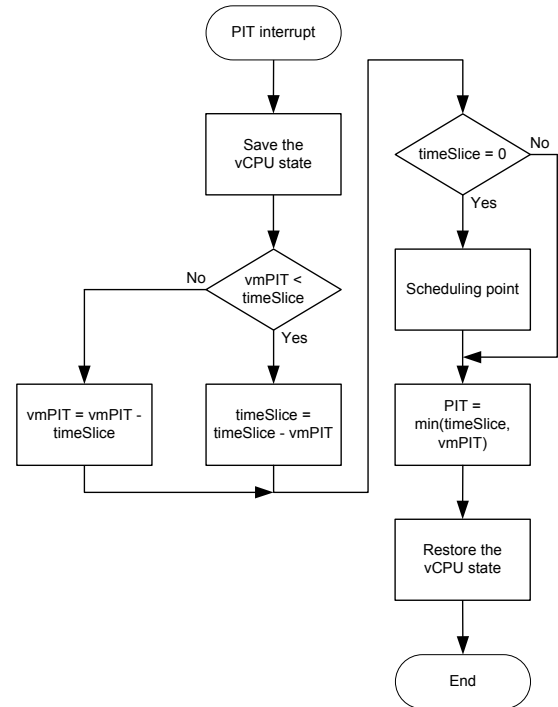 PIT interrupt
Save the
vCPU state
vmPIT <
timeSlice
No
Yes
vmPIT = vmPIT -
timeSlice
timeSlice =
timeSlice - vmPIT
timeSlice = 0
No
Yes
Scheduling point
PIT =
min(timeSlice,
vmPIT)
Restore the
vCPU state
End